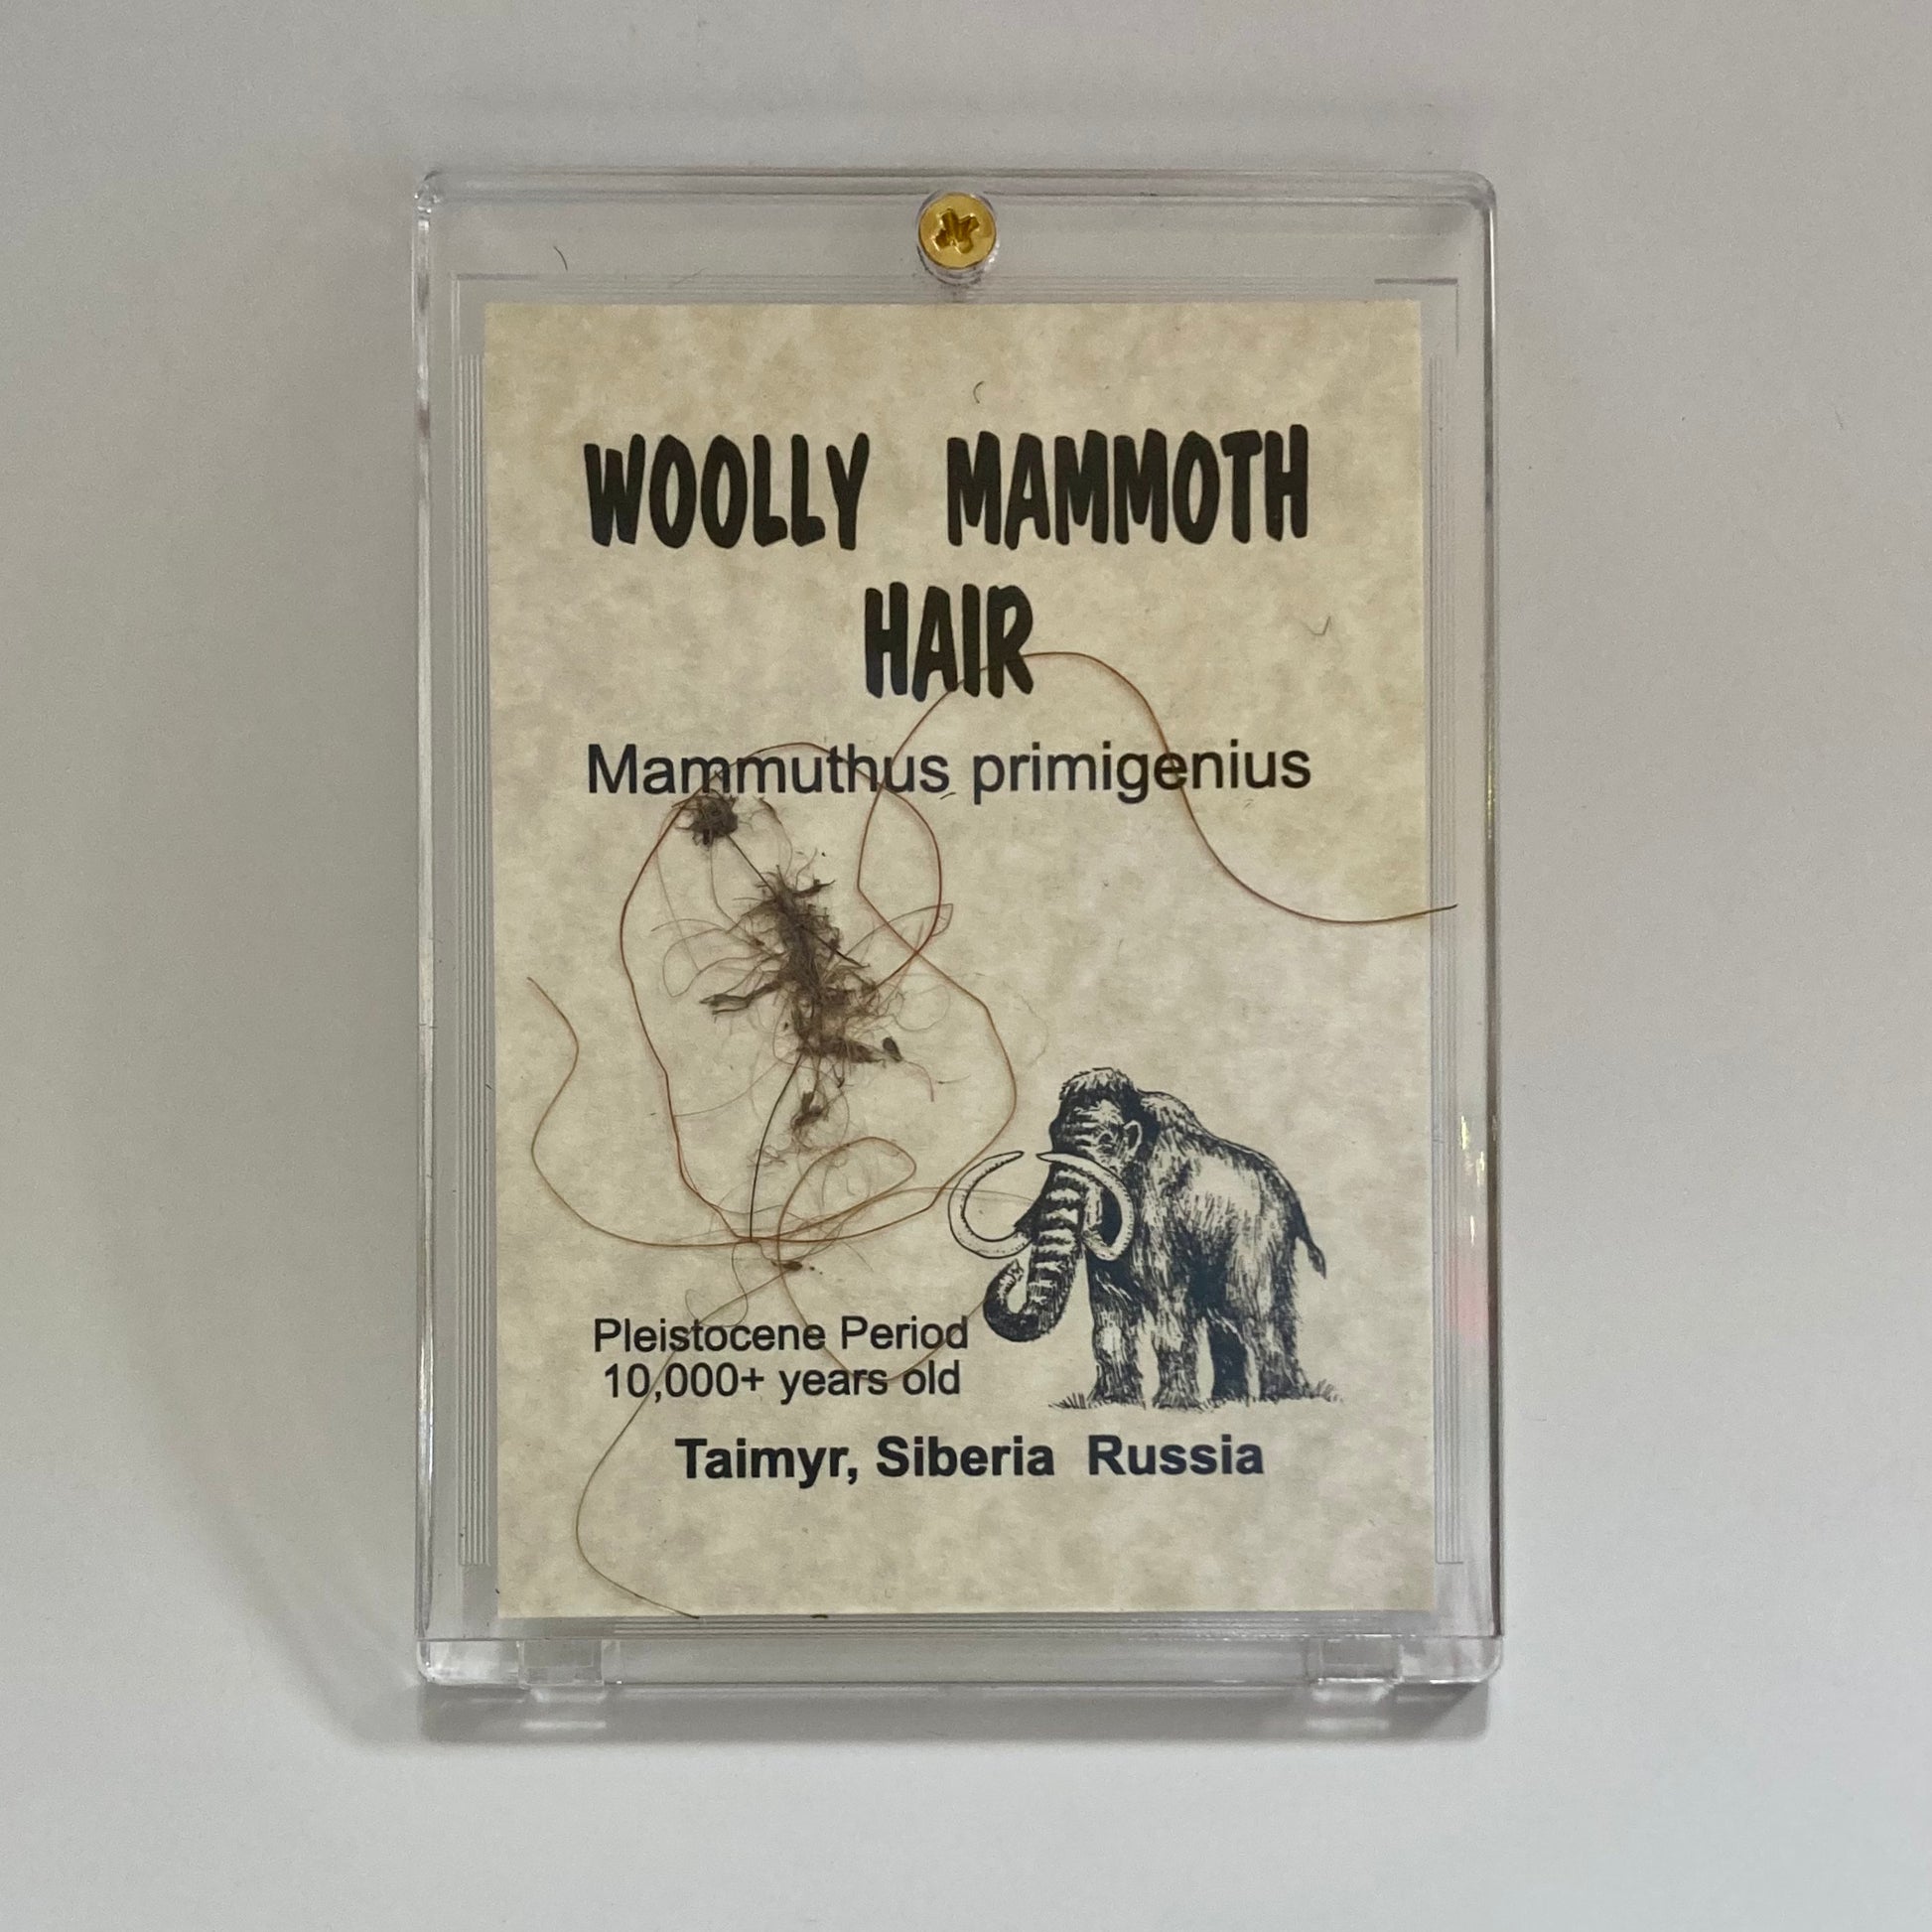 WOOLLY MAMMOTH
HAIR
Mammuthus primigenius
Pleistocene Period
10,000+ years old
Taimyr, Siberia Russia